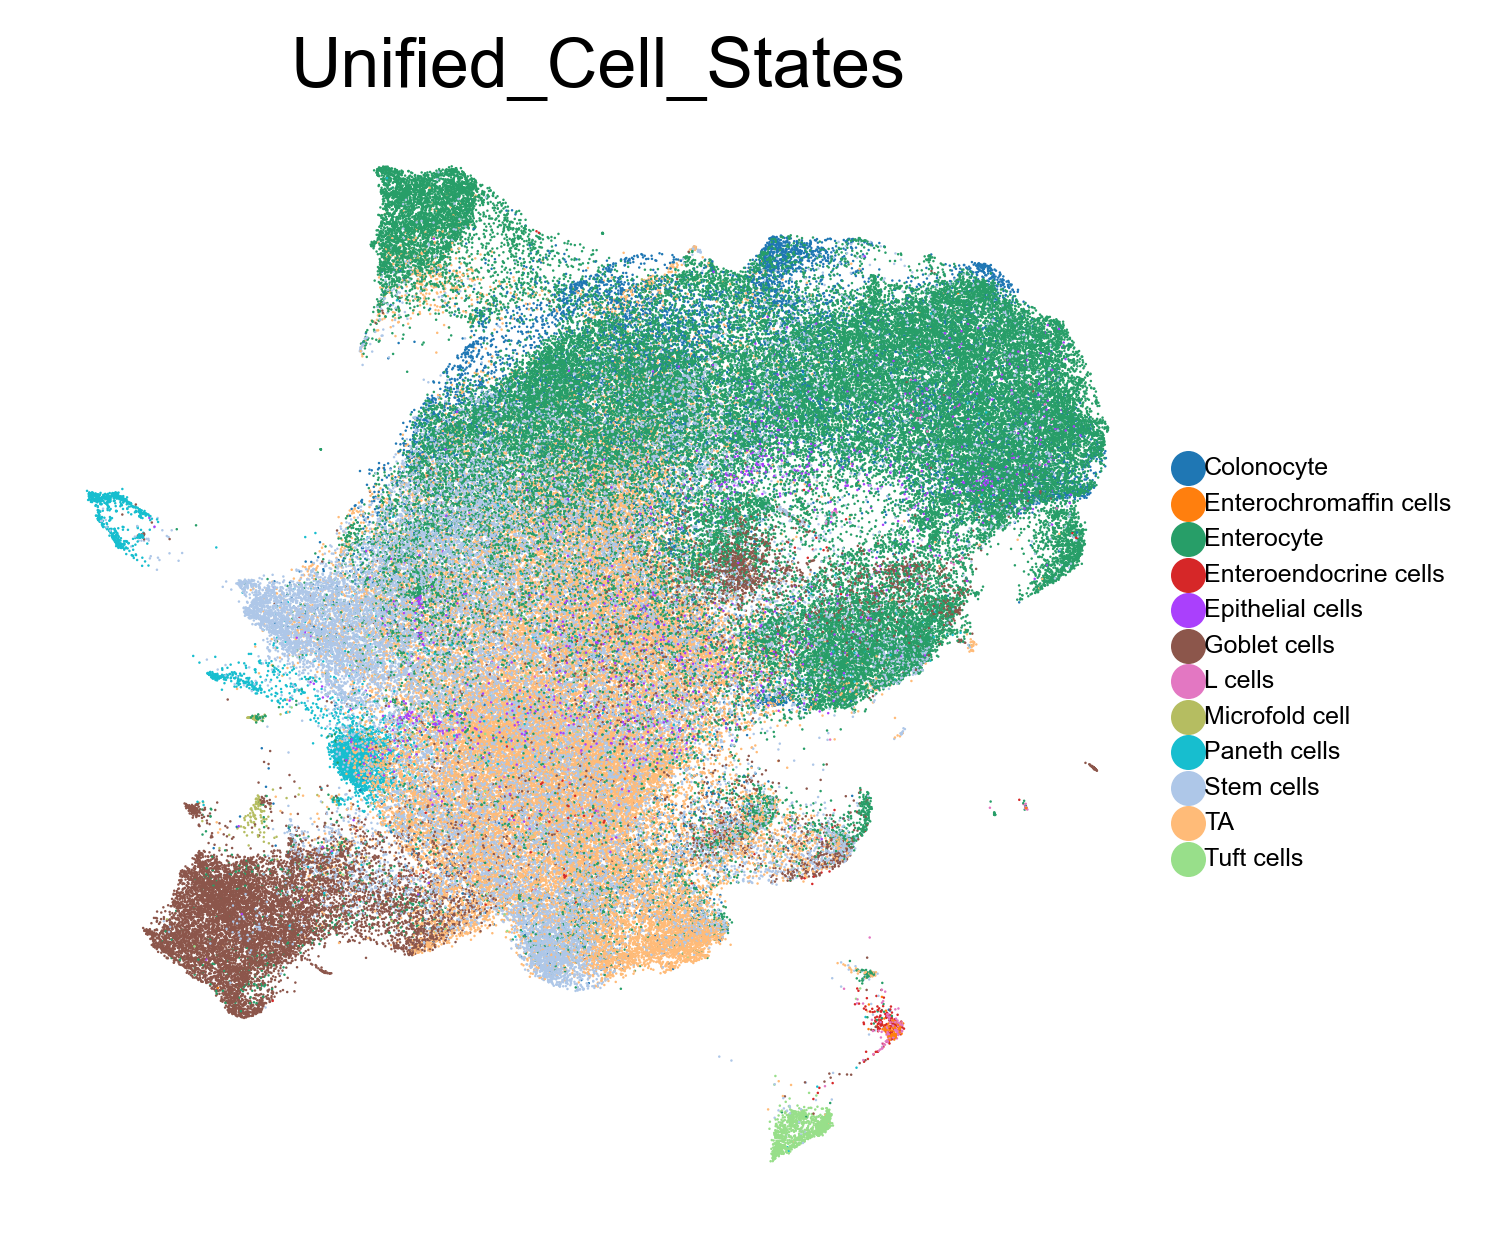 Unified_Cell_States
Colonocyte
Enterochromaffin cells
Enterocyte
Enteroendocrine cells
Epithelial cells
Goblet cells
L cells
Microfold cell
Paneth cells
Stem cells
TA
Tuft cells